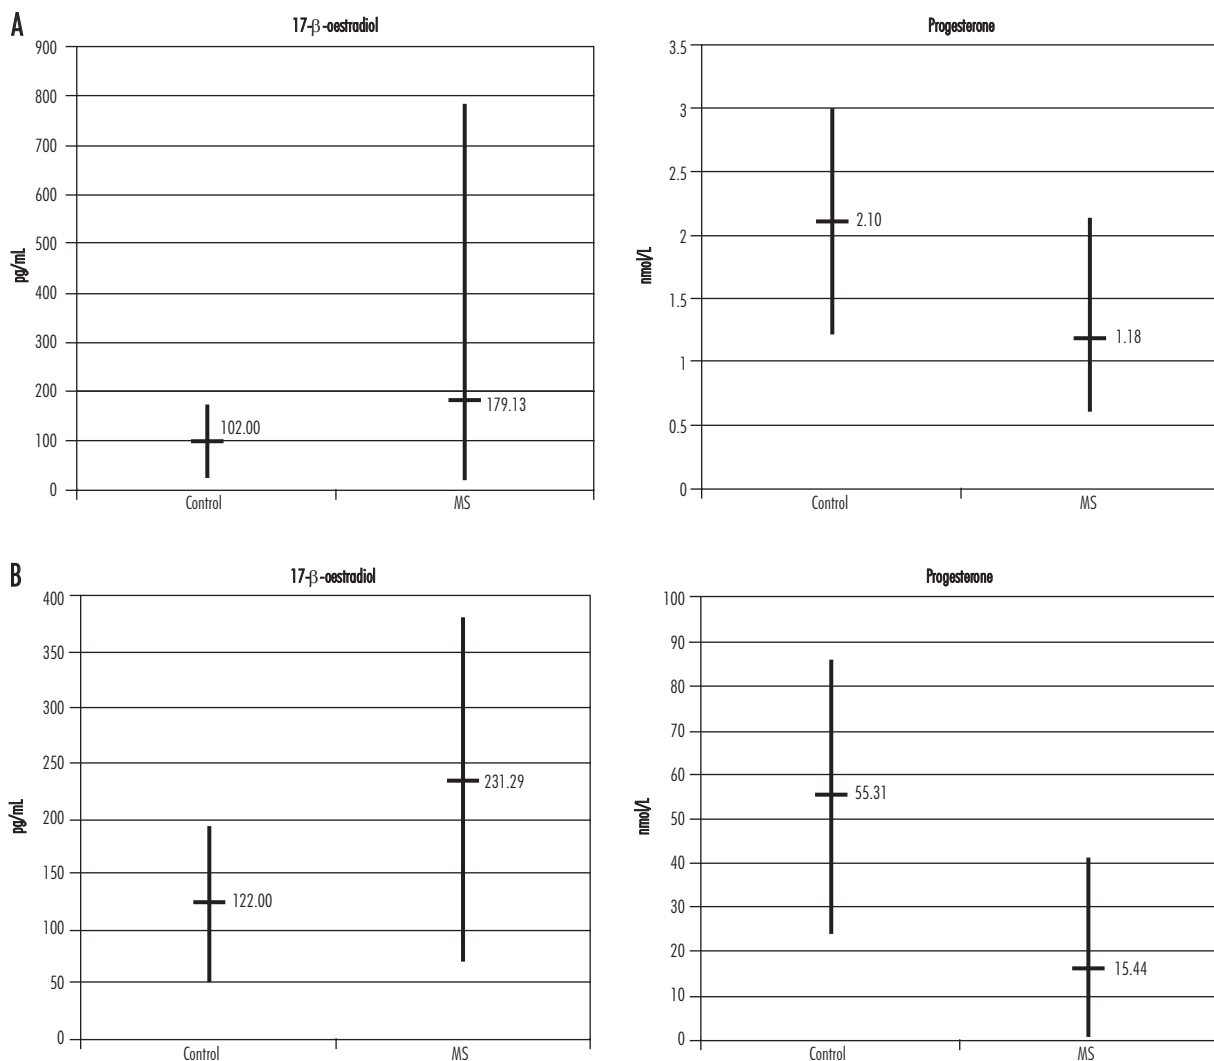 A
17-β-oestradiol
900
800
700
600
500
400
300
200
100
0
pg/mL
102.00
179.13
Control
MS
Progesterone
3.5
3
2.5
2
1.5
1
0.5
0
nmol/L
2.10
1.18
Control
MS
B
17-β-oestradiol
400
350
300
250
200
150
100
50
0
pg/mL
231.29
122.00
Control
MS
Progesterone
100
90
80
70
60
50
40
30
20
10
0
nmol/L
55.31
15.44
Control
MS